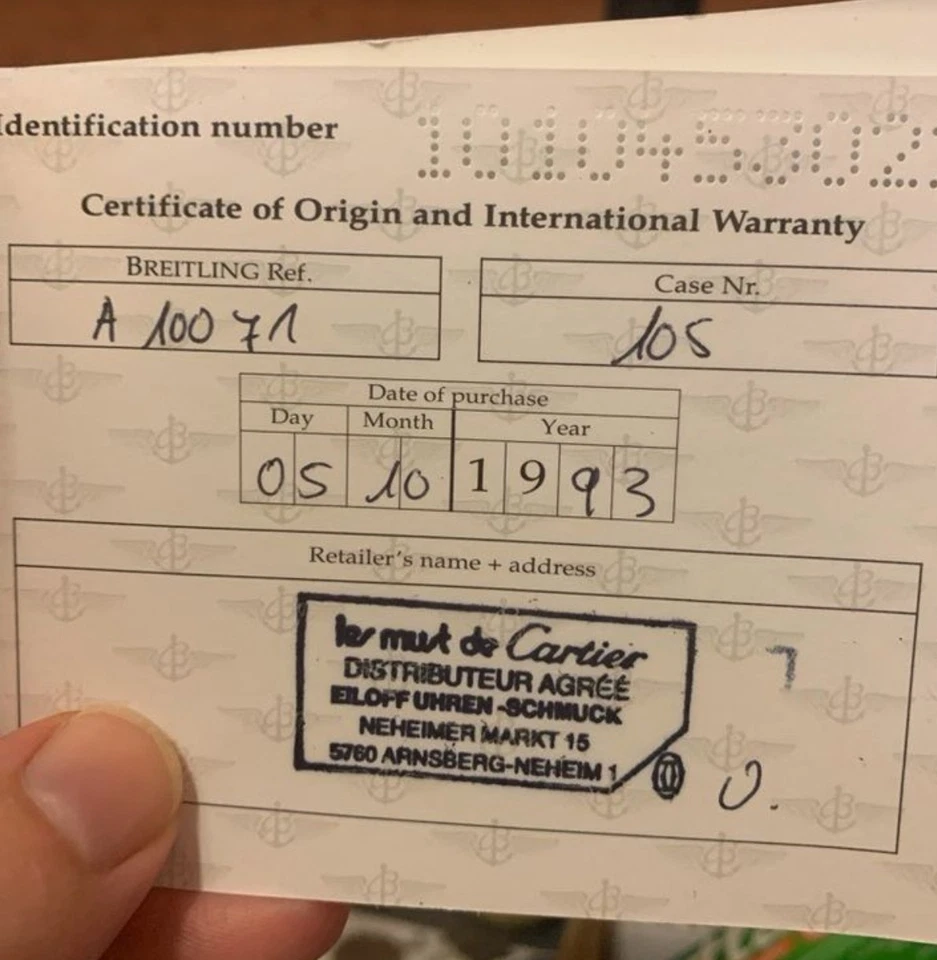 Identification number 101045302
Certificate of Origin and International Warranty
BREITLING Ref. Case Nr.
A 10071 105
Date of purchase
Day Month Year
05 10 1993
Retailer's name + address
les must de Cartier
DISTRIBUTEUR AGRÉÉ
EILOFF UHREN-SCHMUCK
NEHEIMER MARKT 15
5760 ARNSBERG-NEHEIM 1